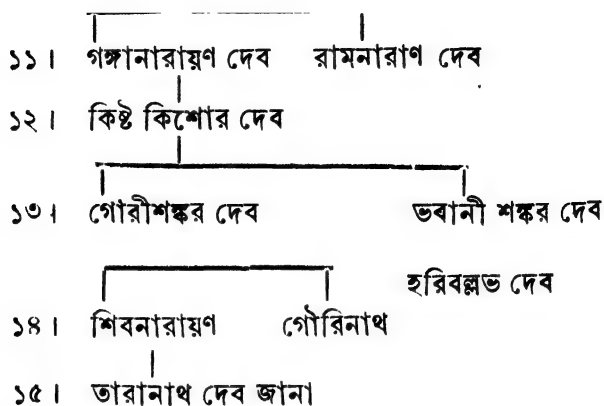 ১১। গঙ্গানারায়ণ দেব রামনারাণ দেব
১২। কিষ্ট কিশোর দেব
১৩। গোরীশঙ্কর দেব ভবানী শঙ্কর দেব
হরিবল্লভ দেব
১৪। শিবনারায়ণ গৌরিনাথ
১৫। তারানাথ দেব জানা